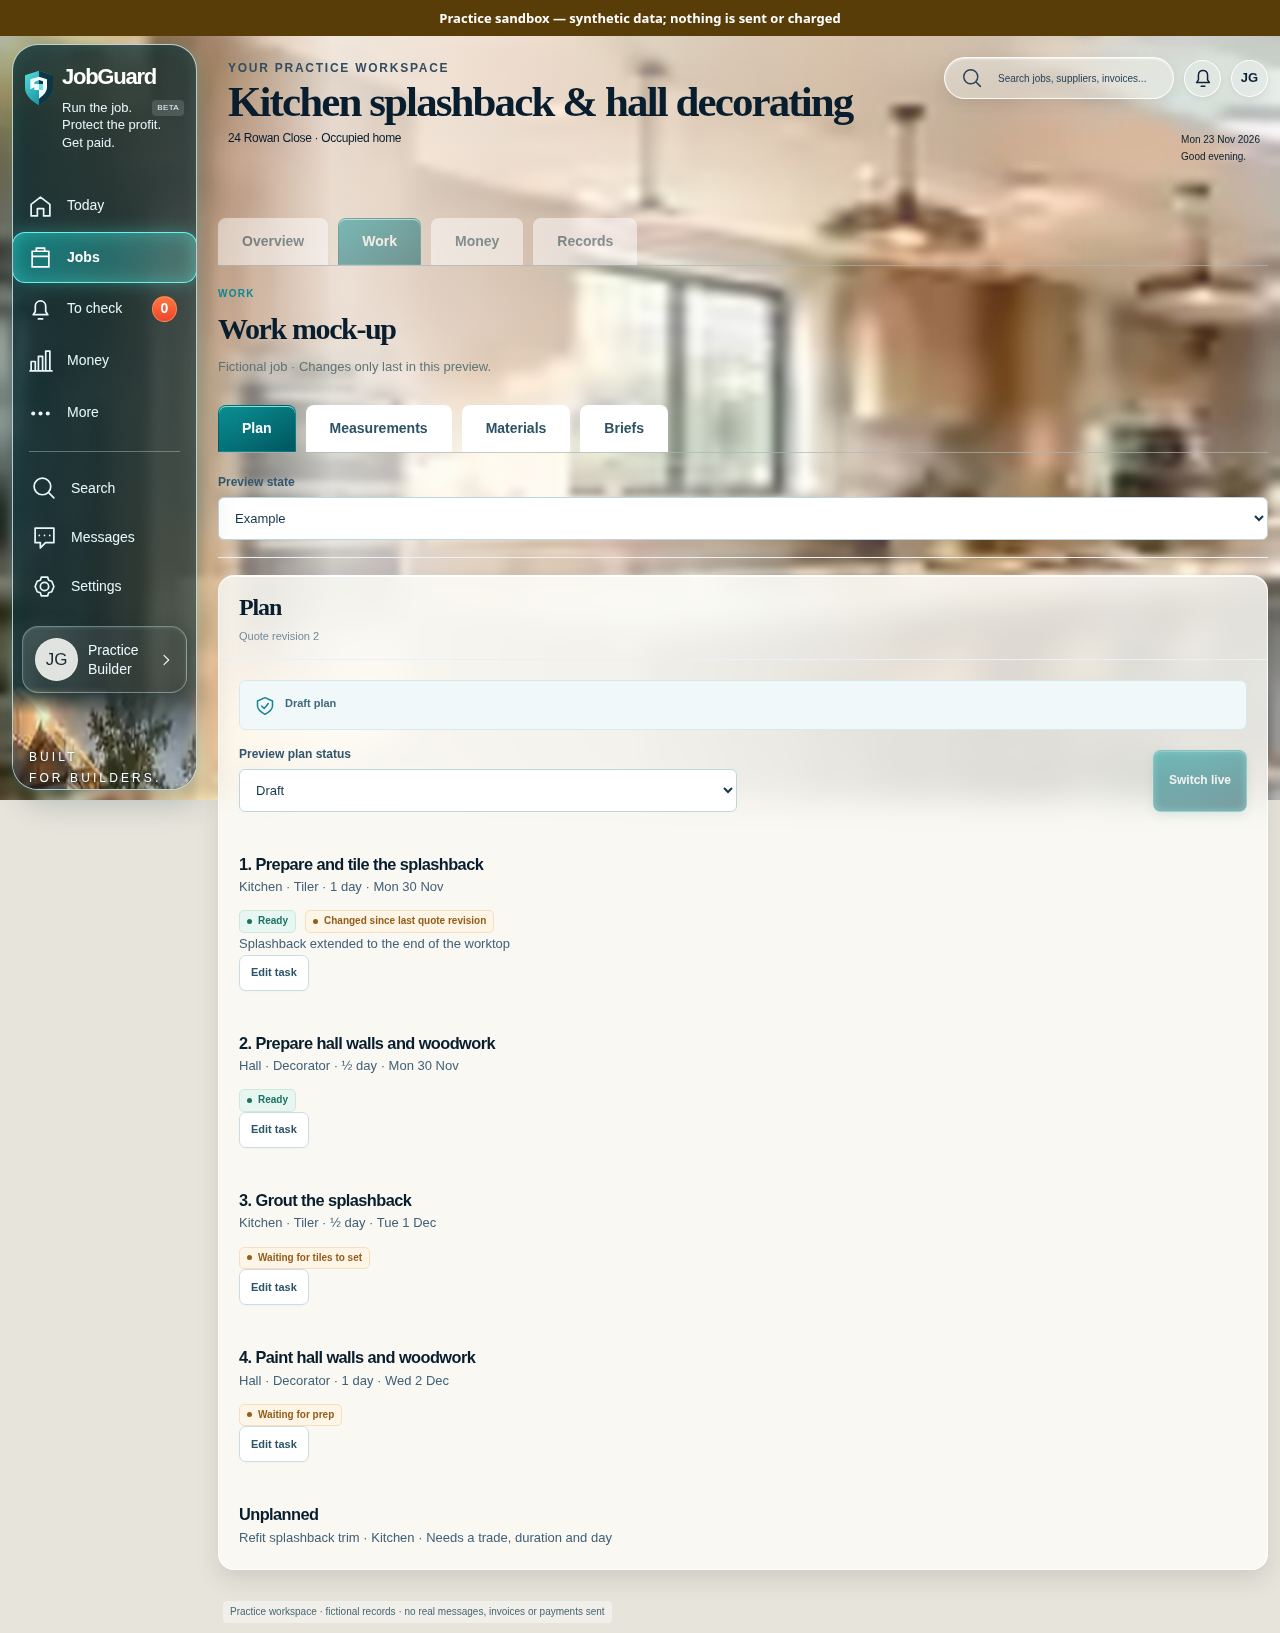 Practice sandbox — synthetic data; nothing is sent or charged
JobGuard
Run the job.
BETA
Protect the profit.
Get paid.
Today
Jobs
To check
0
Money
More
Search
Messages
Settings
JG
Practice
Builder
BUILT
FOR BUILDERS.
YOUR PRACTICE WORKSPACE
Kitchen splashback & hall decorating
24 Rowan Close · Occupied home
Search jobs, suppliers, invoices...
JG
Mon 23 Nov 2026
Good evening.
Overview
Work
Money
Records
WORK
Work mock-up
Fictional job · Changes only last in this preview.
Plan
Measurements
Materials
Briefs
Preview state
Example
Plan
Quote revision 2
Draft plan
Preview plan status
Draft
Switch live
1. Prepare and tile the splashback
Kitchen · Tiler · 1 day · Mon 30 Nov
Ready
Changed since last quote revision
Splashback extended to the end of the worktop
Edit task
2. Prepare hall walls and woodwork
Hall · Decorator · ½ day · Mon 30 Nov
Ready
Edit task
3. Grout the splashback
Kitchen · Tiler · ½ day · Tue 1 Dec
Waiting for tiles to set
Edit task
4. Paint hall walls and woodwork
Hall · Decorator · 1 day · Wed 2 Dec
Waiting for prep
Edit task
Unplanned
Refit splashback trim · Kitchen · Needs a trade, duration and day
Practice workspace · fictional records · no real messages, invoices or payments sent